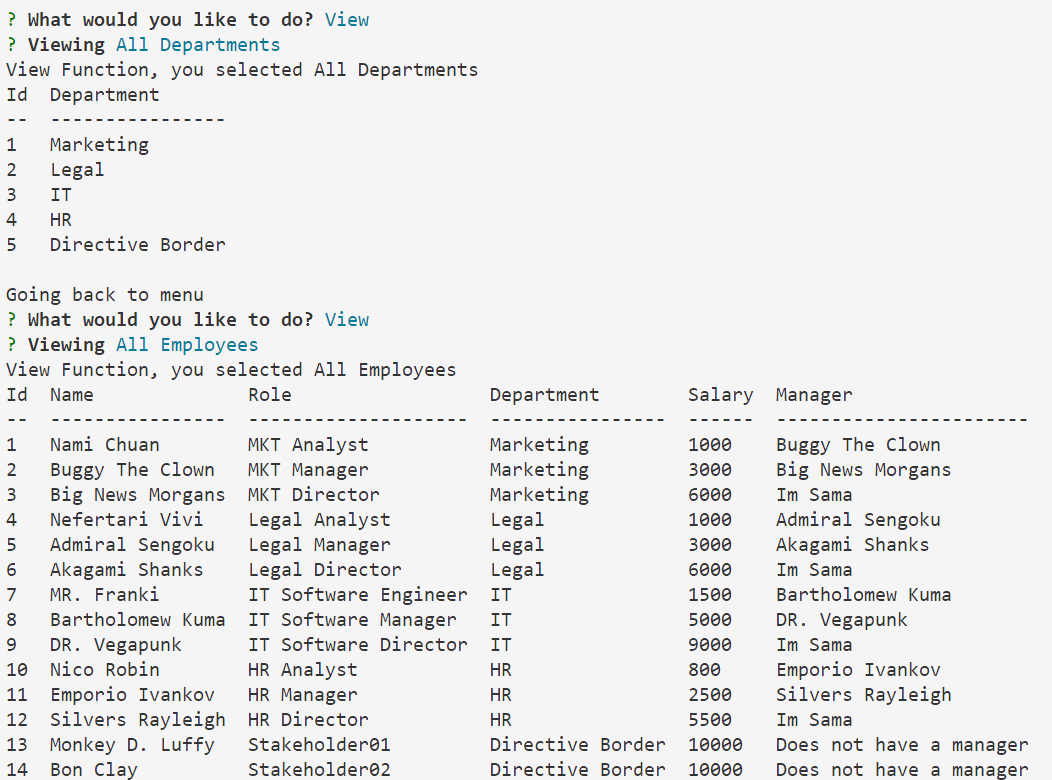 ? What would you like to do? View
? Viewing All Departments
View Function, you selected All Departments
Id  Department
--  ----------------
1   Marketing
2   Legal
3   IT
4   HR
5   Directive Border

Going back to menu
? What would you like to do? View
? Viewing All Employees
View Function, you selected All Employees
Id  Name              Role                  Department        Salary  Manager
--  ----------------  --------------------  ----------------  ------  -----------------------
1   Nami Chuan        MKT Analyst           Marketing         1000    Buggy The Clown
2   Buggy The Clown   MKT Manager           Marketing         3000    Big News Morgans
3   Big News Morgans  MKT Director          Marketing         6000    Im Sama
4   Nefertari Vivi    Legal Analyst         Legal             1000    Admiral Sengoku
5   Admiral Sengoku   Legal Manager         Legal             3000    Akagami Shanks
6   Akagami Shanks    Legal Director        Legal             6000    Im Sama
7   MR. Franki        IT Software Engineer  IT                1500    Bartholomew Kuma
8   Bartholomew Kuma  IT Software Manager   IT                5000    DR. Vegapunk
9   DR. Vegapunk      IT Software Director  IT                9000    Im Sama
10  Nico Robin        HR Analyst            HR                800     Emporio Ivankov
11  Emporio Ivankov   HR Manager            HR                2500    Silvers Rayleigh
12  Silvers Rayleigh  HR Director           HR                5500    Im Sama
13  Monkey D. Luffy   Stakeholder01         Directive Border  10000   Does not have a manager
14  Bon Clay          Stakeholder02         Directive Border  10000   Does not have a manager